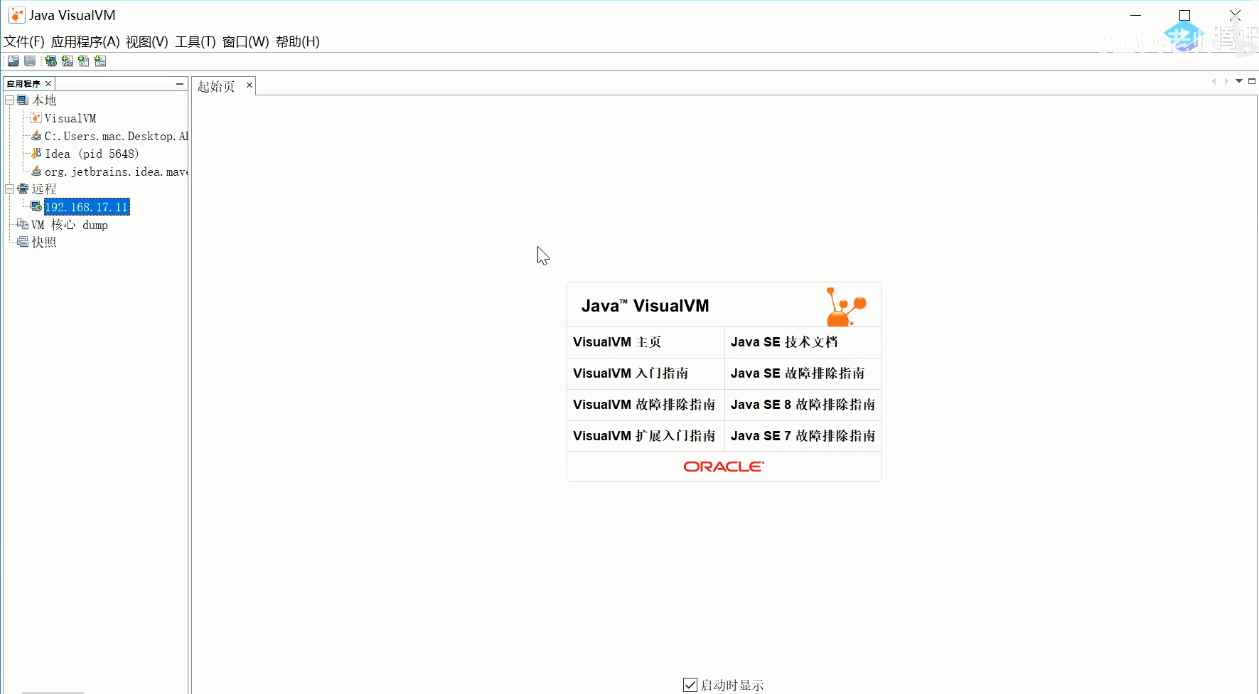 Java VisualVM
文件(F) 应用程序(A) 视图(V) 工具(T) 窗口(W) 帮助(H)
应用程序
起始页
本地
VisualVM
C:.Users.mac.Desktop.
Idea (pid 5648)
org.jetbrains.idea.mave
远程
192.168.17.11
VM 核心 dump
快照
Java™ VisualVM
VisualVM 主页
Java SE 技术文档
VisualVM 入门指南
Java SE 故障排除指南
VisualVM 故障排除指南
Java SE 8 故障排除指南
VisualVM 扩展入门指南
Java SE 7 故障排除指南
ORACLE
启动时显示